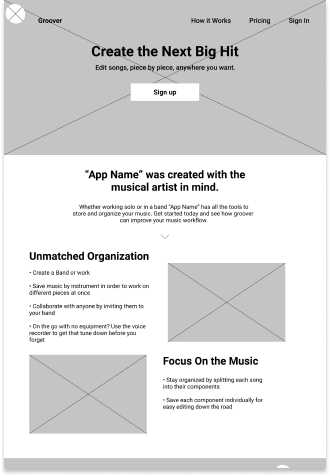 Groover How it Works Pricing Sign In
Create the Next Big Hit
Edit songs, piece by piece, anywhere you want.
Sign up
“App Name” was created with the
musical artist in mind.
Whether working solo or in a band “App Name” has all the tools to
store and organize your music. Get started today and see how groover
can improve your music workflow.
Unmatched Organization
• Create a Band or work
• Save music by instrument in order to work on
different pieces at once
• Collaborate with anyone by inviting them to
your band
• On the go with no equipment? Use the voice
recorder to get that tune down before you
forget
Focus On the Music
• Stay organized by splitting each song
into their components
• Save each component individually for
easy editing down the road